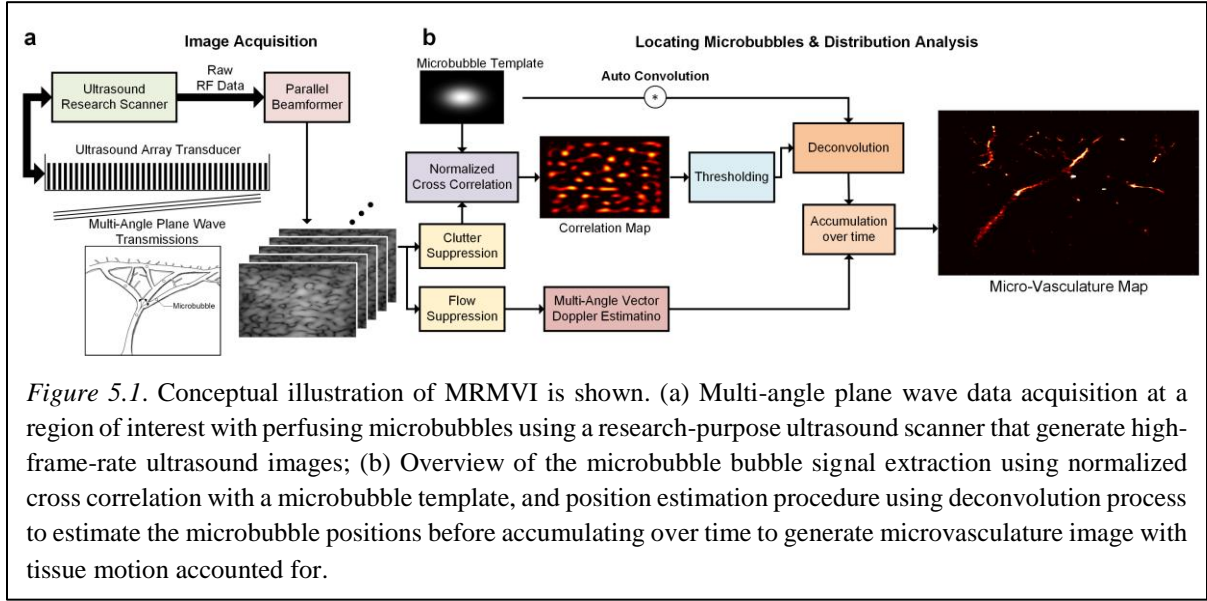 a
Image Acquisition
Ultrasound
Research Scanner
Raw
RF Data
Parallel
Beamformer
Ultrasound Array Transducer
Multi-Angle Plane Wave
Transmissions
Microbubble
b
Locating Microbubbles & Distribution Analysis
Microbubble Template
Auto Convolution
*
Normalized
Cross Correlation
Correlation Map
Thresholding
Deconvolution
Clutter
Suppression
Flow
Suppression
Multi-Angle Vector
Doppler Estimatino
Accumulation
over time
Micro-Vasculature Map
Figure 5.1. Conceptual illustration of MRMVI is shown. (a) Multi-angle plane wave data acquisition at a
region of interest with perfusing microbubbles using a research-purpose ultrasound scanner that generate high-
frame-rate ultrasound images; (b) Overview of the microbubble bubble signal extraction using normalized
cross correlation with a microbubble template, and position estimation procedure using deconvolution process
to estimate the microbubble positions before accumulating over time to generate microvasculature image with
tissue motion accounted for.